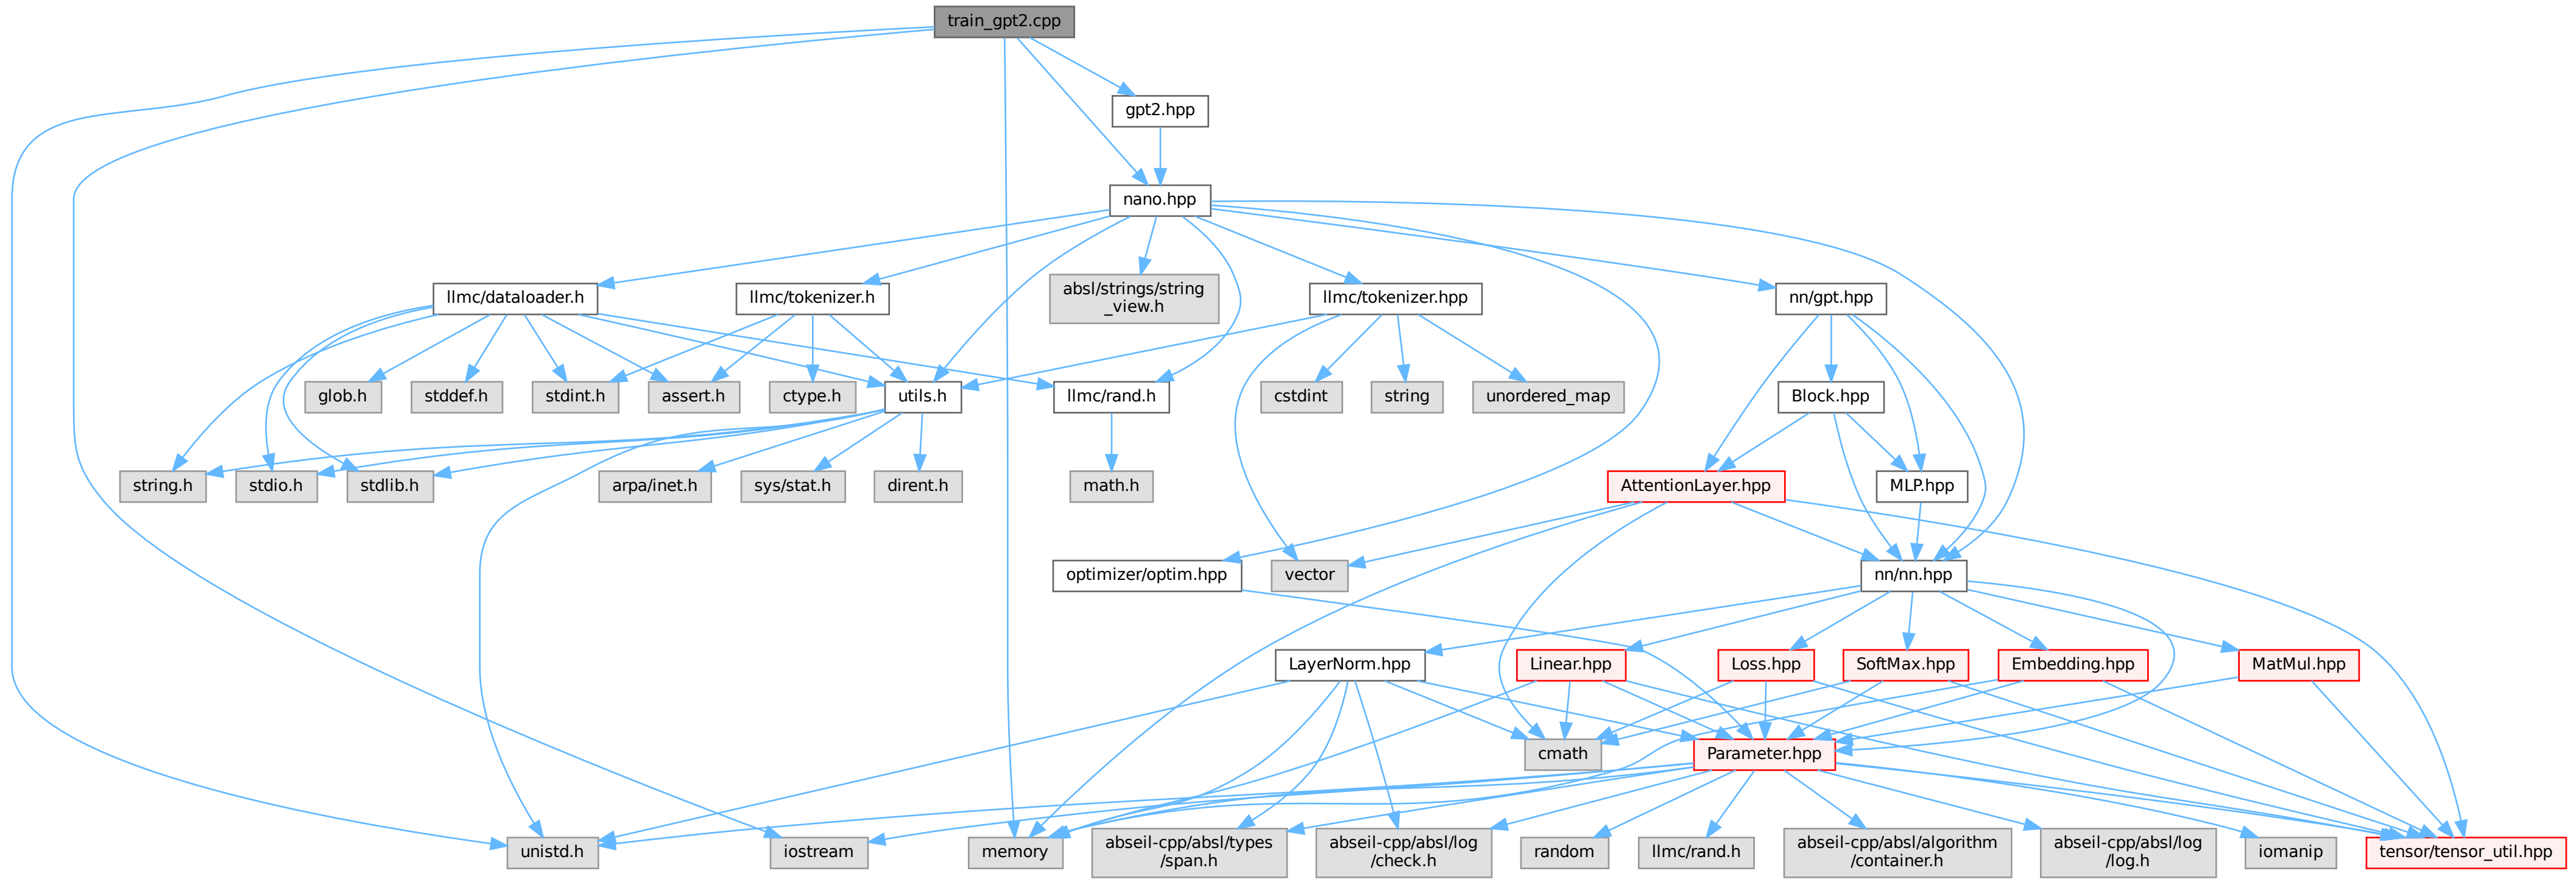 train_gpt2.cpp
gpt2.hpp
nano.hpp
llmc/dataloader.h
llmc/tokenizer.h
absl/strings/string
_view.h
llmc/tokenizer.hpp
nn/gpt.hpp
glob.h
stddef.h
stdint.h
assert.h
ctype.h
utils.h
llmc/rand.h
cstdint
string
unordered_map
Block.hpp
string.h
stdio.h
stdlib.h
arpa/inet.h
sys/stat.h
dirent.h
math.h
AttentionLayer.hpp
MLP.hpp
optimizer/optim.hpp
vector
nn/nn.hpp
LayerNorm.hpp
Linear.hpp
Loss.hpp
SoftMax.hpp
Embedding.hpp
MatMul.hpp
cmath
Parameter.hpp
unistd.h
iostream
memory
abseil-cpp/absl/types
/span.h
abseil-cpp/absl/log
/check.h
random
llmc/rand.h
abseil-cpp/absl/algorithm
/container.h
abseil-cpp/absl/log
/log.h
iomanip
tensor/tensor_util.hpp